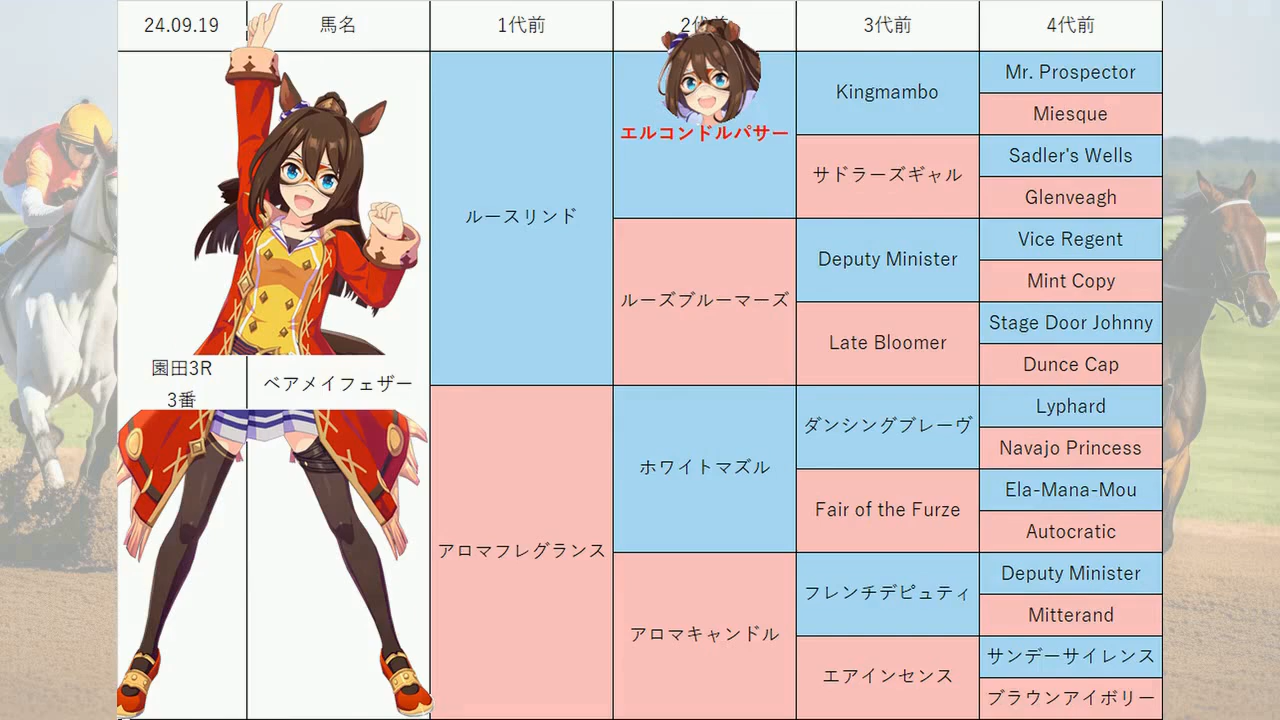 24.09.19
馬名
1代前
2代前
3代前
4代前
園田3R
3番
ベアメイフェザー
ルースリンド
アロマフレグランス
エルコンドルパサー
ルーズブルーマーズ
ホワイトマズル
アロマキャンドル
Kingmambo
サドラーズギャル
Deputy Minister
Late Bloomer
ダンシングブレーヴ
Fair of the Furze
フレンチデピュティ
エアインセンス
Mr. Prospector
Miesque
Sadler's Wells
Glenveagh
Vice Regent
Mint Copy
Stage Door Johnny
Dunce Cap
Lyphard
Navajo Princess
Ela-Mana-Mou
Autocratic
Deputy Minister
Mitterand
サンデーサイレンス
ブラウンアイボリー